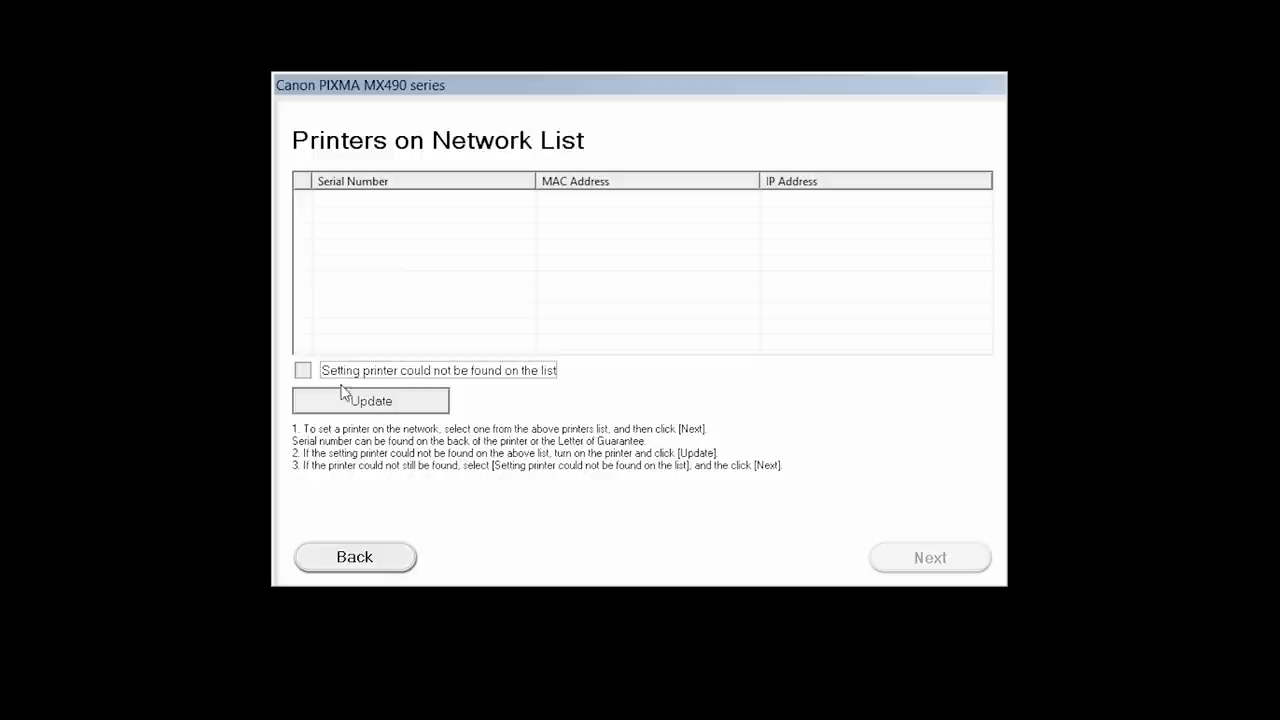 Canon PIXMA MX490 series
Printers on Network List
Serial Number MAC Address IP Address
Setting printer could not be found on the list
Update
1. To set a printer on the network, select one from the above printers list, and then click [Next].
Serial number can be found on the back of the printer or the Letter of Guarantee.
2. If the setting printer could not be found on the above list, turn on the printer and click [Update].
3. If the printer could not still be found, select [Setting printer could not be found on the list], and the click [Next].
Back Next